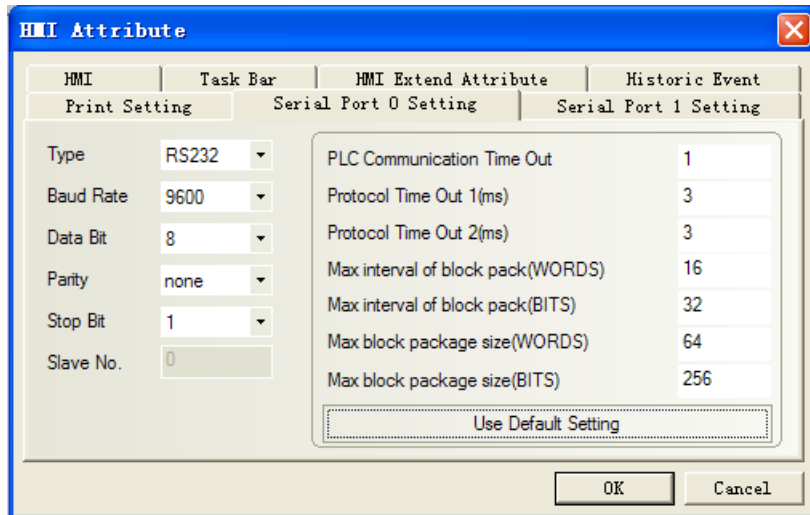 HMI Attribute
HMI Task Bar HMI Extend Attribute Historic Event
Print Setting Serial Port 0 Setting Serial Port 1 Setting
Type RS232
Baud Rate 9600
Data Bit 8
Parity none
Stop Bit 1
Slave No. 0
PLC Communication Time Out 1
Protocol Time Out 1(ms) 3
Protocol Time Out 2(ms) 3
Max interval of block pack(WORDS) 16
Max interval of block pack(BITS) 32
Max block package size(WORDS) 64
Max block package size(BITS) 256
Use Default Setting
OK Cancel